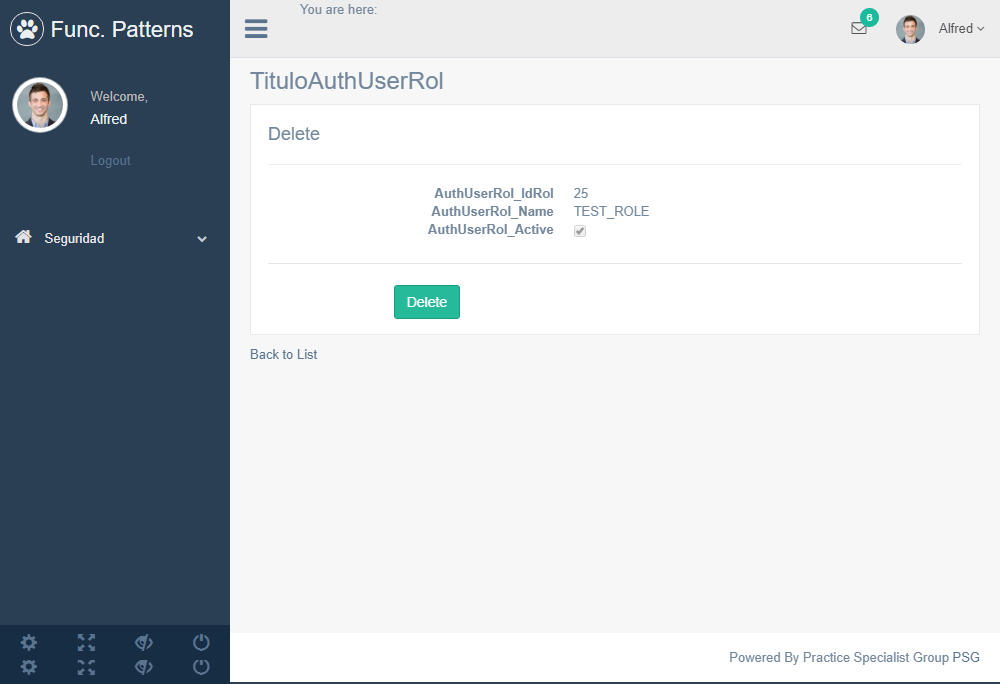 Func. Patterns
Welcome,
Alfred
Logout
Seguridad
You are here:
6
Alfred
TituloAuthUserRol
Delete
AuthUserRol_IdRol 25
AuthUserRol_Name TEST_ROLE
AuthUserRol_Active
Delete
Back to List
Powered By Practice Specialist Group PSG